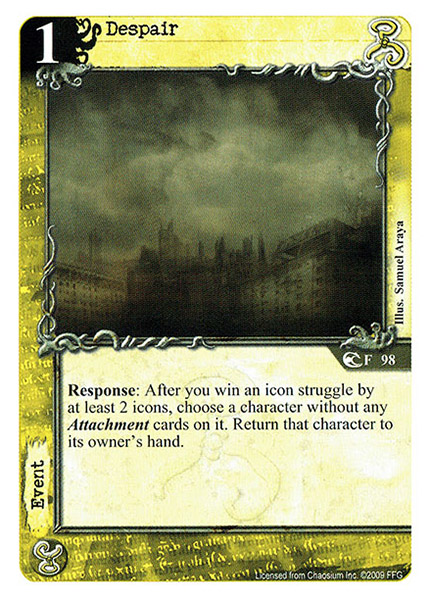 1
Despair
Illus. Samuel Araya
F 98
Response: After you win an icon struggle by
at least 2 icons, choose a character without any
Attachment cards on it. Return that character to
its owner's hand.
Event
Licensed from Chaosium Inc. ©2009 FFG